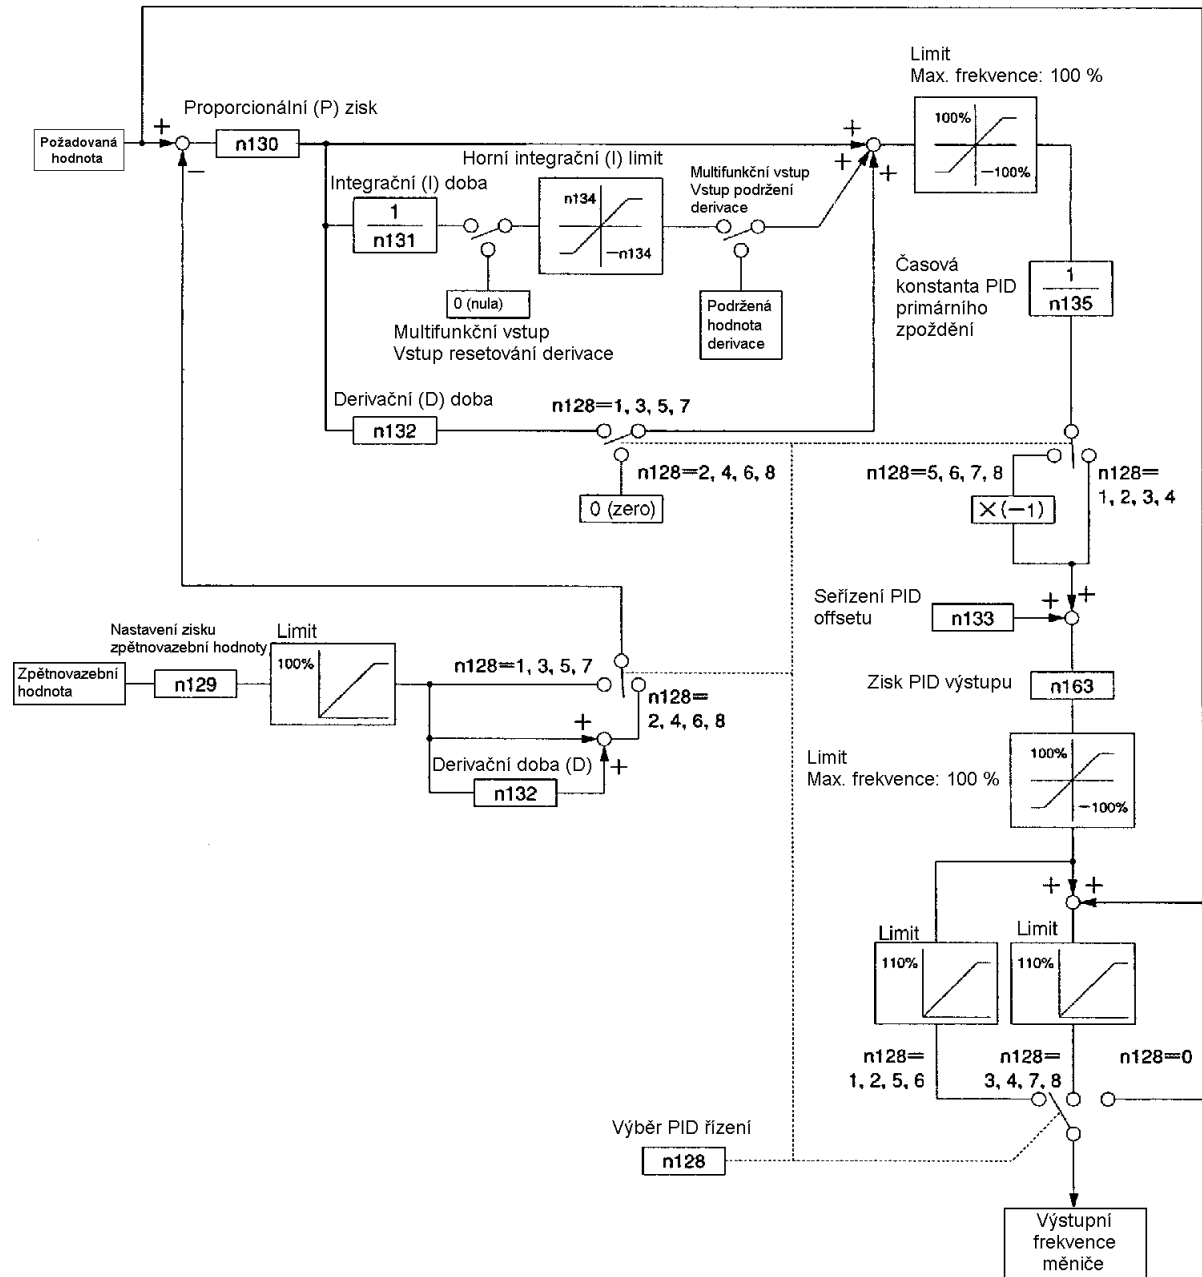 Limit
Max. frekvence: 100 %
Proporcionální (P) zisk
100%
−100%
Požadovaná
hodnota
+
−
n130
+
+
+
Horní integrační (I) limit
Integrační (I) doba
1
n131
n134
−n134
Multifunkční vstup
Vstup podržení
derivace
0 (nula)
Multifunkční vstup
Vstup resetování derivace
Podržená
hodnota
derivace
Časová
konstanta PID
primárního
zpoždění
1
n135
Derivační (D) doba
n132
n128=1, 3, 5, 7
n128=2, 4, 6, 8
0 (zero)
n128=5, 6, 7, 8
n128=
1, 2, 3, 4
×(−1)
Seřízení PID
offsetu
n133
+
+
Nastavení zisku
zpětnovazební hodnoty
Limit
100%
Zpětnovazební
hodnota
n129
n128=1, 3, 5, 7
n128=
2, 4, 6, 8
+
+
Derivační doba (D)
n132
Zisk PID výstupu
n163
Limit
Max. frekvence: 100 %
100%
−100%
+
+
Limit
110%
Limit
110%
n128=
1, 2, 5, 6
n128=
3, 4, 7, 8
n128=0
Výběr PID řízení
n128
Výstupní
frekvence
měniče